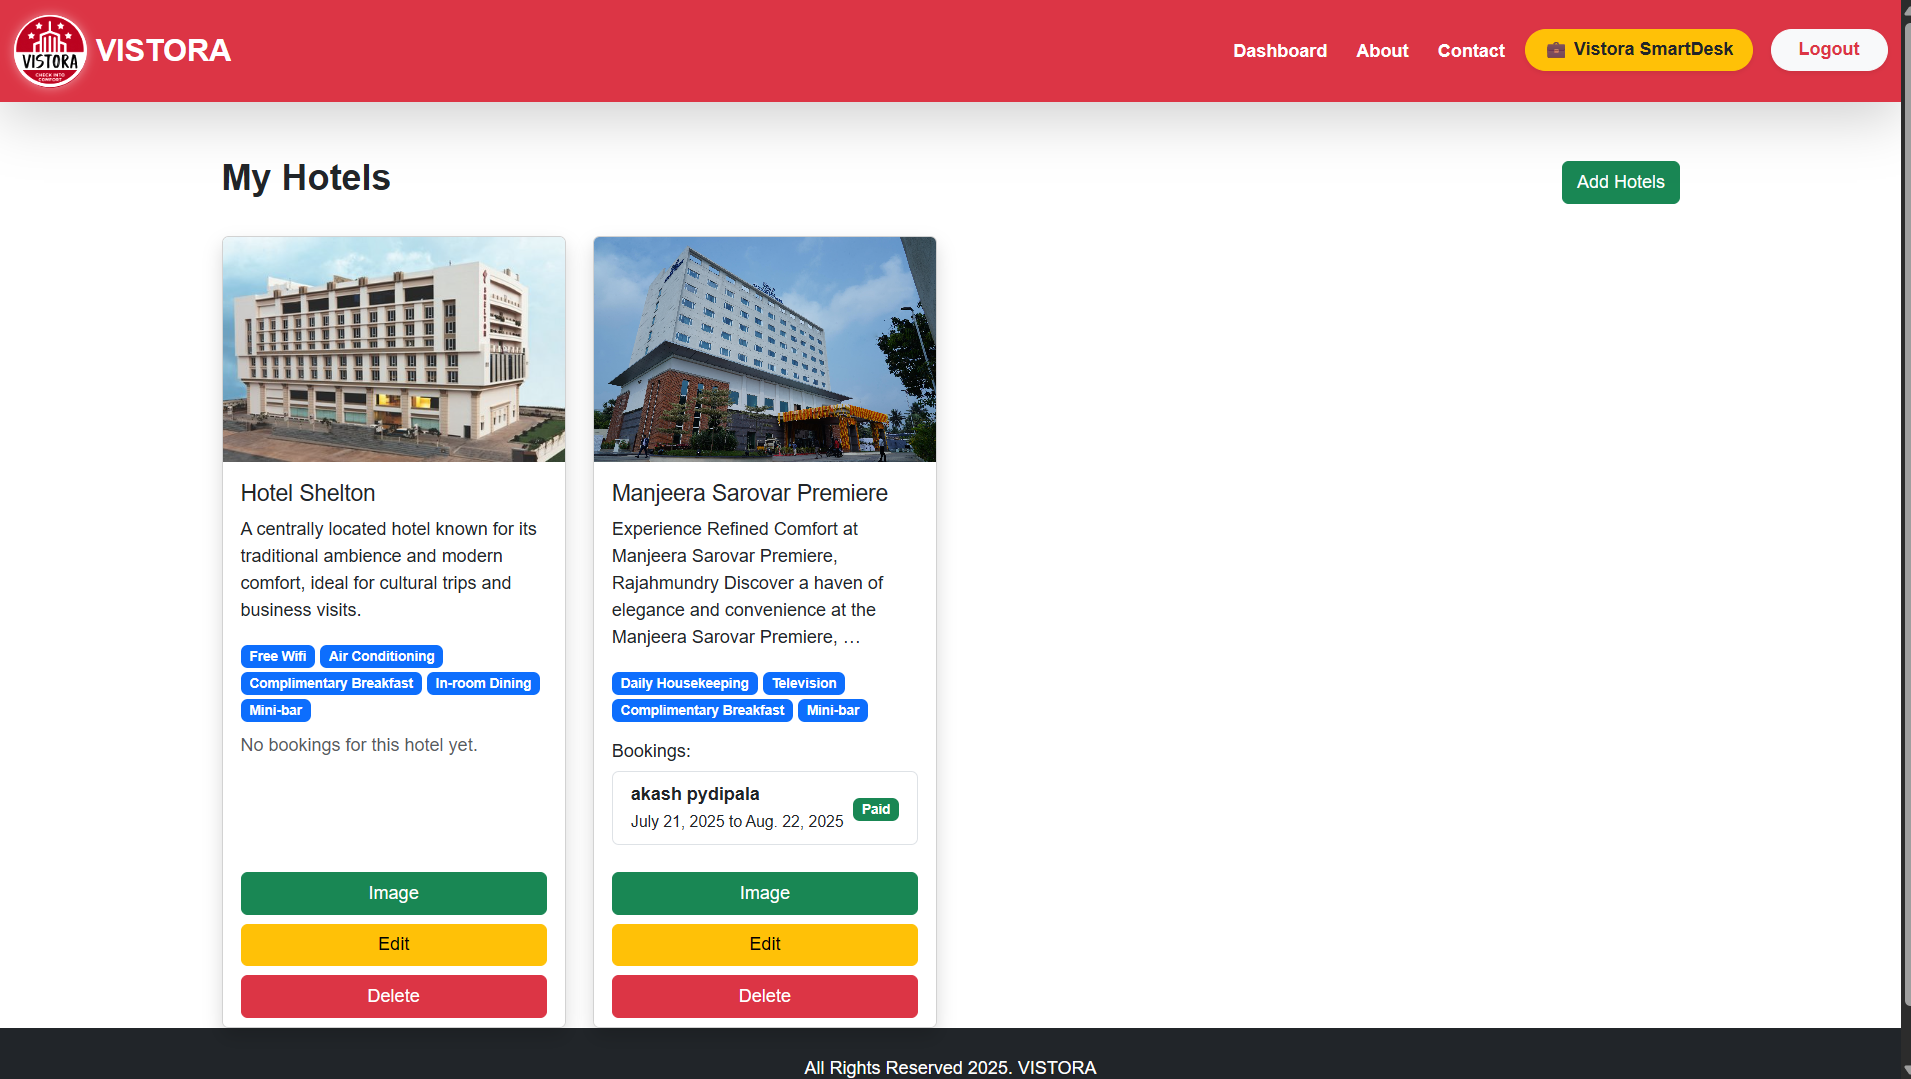 VISTORA
CHECK INTO
COMFORT
VISTORA
Dashboard
About
Contact
Vistora SmartDesk
Logout
My Hotels
Add Hotels
SHELTON
Hotel Shelton
A centrally located hotel known for its
traditional ambience and modern
comfort, ideal for cultural trips and
business visits.
Free Wifi
Air Conditioning
Complimentary Breakfast
In-room Dining
Mini-bar
No bookings for this hotel yet.
Image
Edit
Delete
Manjeera Sarovar Premiere
Experience Refined Comfort at
Manjeera Sarovar Premiere,
Rajahmundry Discover a haven of
elegance and convenience at the
Manjeera Sarovar Premiere, …
Daily Housekeeping
Television
Complimentary Breakfast
Mini-bar
Bookings:
akash pydipala
July 21, 2025 to Aug. 22, 2025
Paid
Image
Edit
Delete
All Rights Reserved 2025. VISTORA